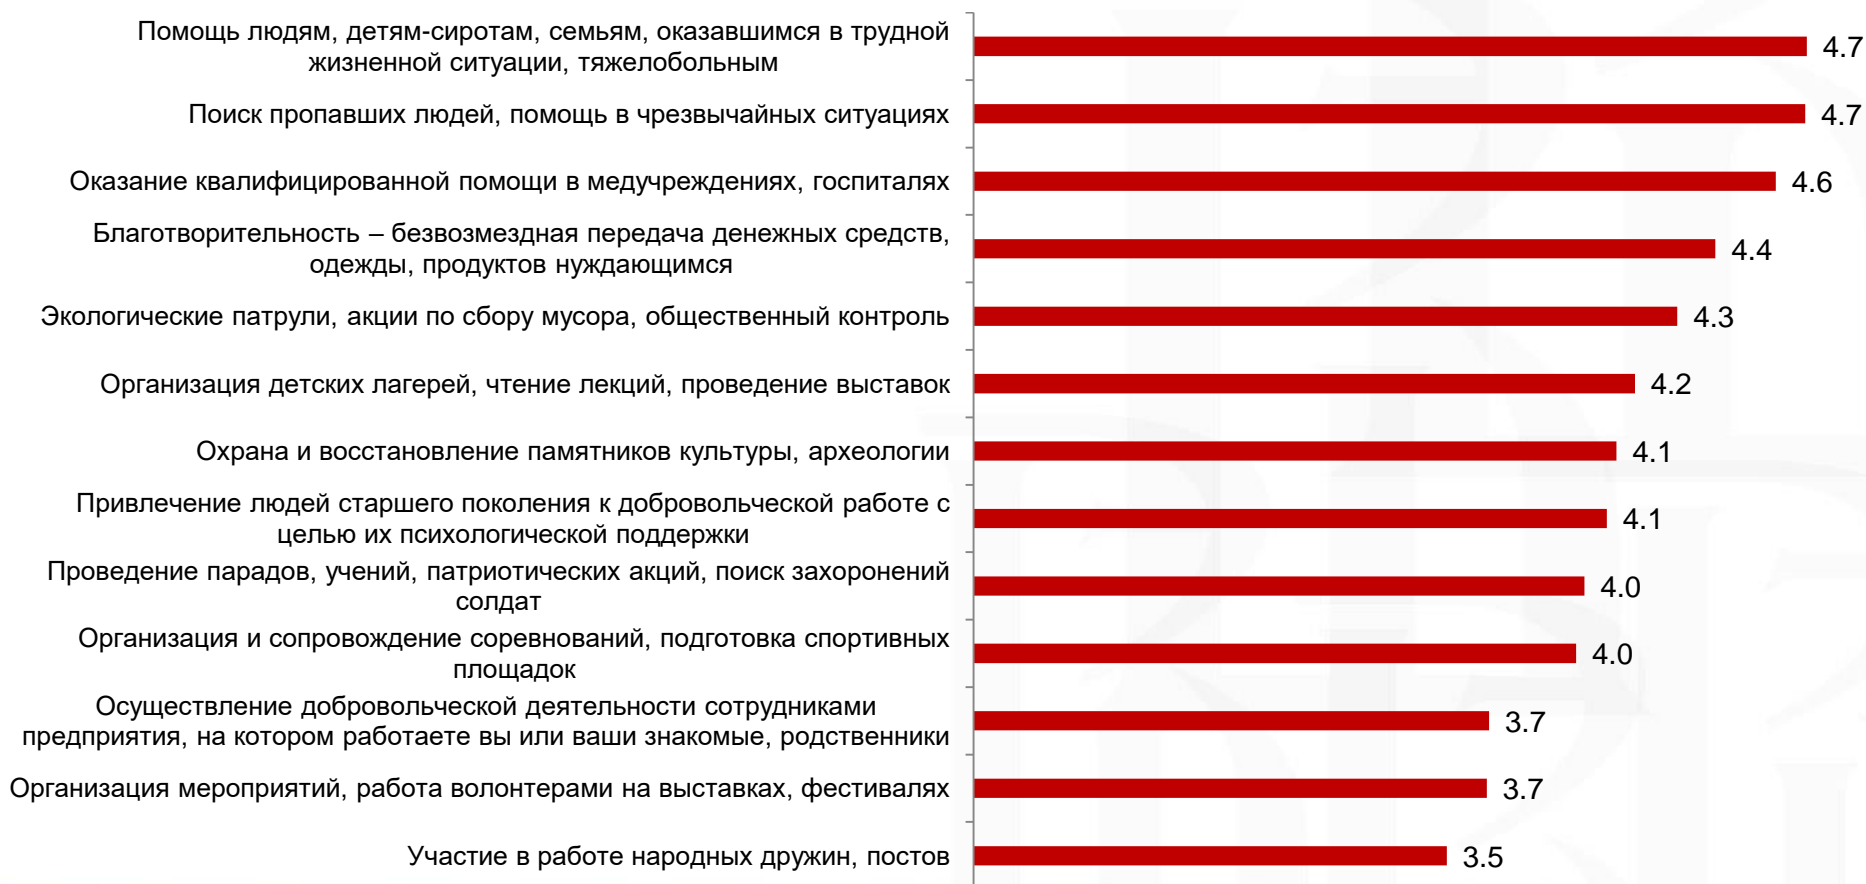 Помощь людям, детям-сиротам, семьям, оказавшимся в трудной
жизненной ситуации, тяжелобольным
4.7
Поиск пропавших людей, помощь в чрезвычайных ситуациях
4.7
Оказание квалифицированной помощи в медучреждениях, госпиталях
4.6
Благотворительность – безвозмездная передача денежных средств,
одежды, продуктов нуждающимся
4.4
Экологические патрули, акции по сбору мусора, общественный контроль
4.3
Организация детских лагерей, чтение лекций, проведение выставок
4.2
Охрана и восстановление памятников культуры, археологии
4.1
Привлечение людей старшего поколения к добровольческой работе с
целью их психологической поддержки
4.1
Проведение парадов, учений, патриотических акций, поиск захоронений
солдат
4.0
Организация и сопровождение соревнований, подготовка спортивных
площадок
4.0
Осуществление добровольческой деятельности сотрудниками
предприятия, на котором работаете вы или ваши знакомые, родственники
3.7
Организация мероприятий, работа волонтерами на выставках, фестивалях
3.7
Участие в работе народных дружин, постов
3.5